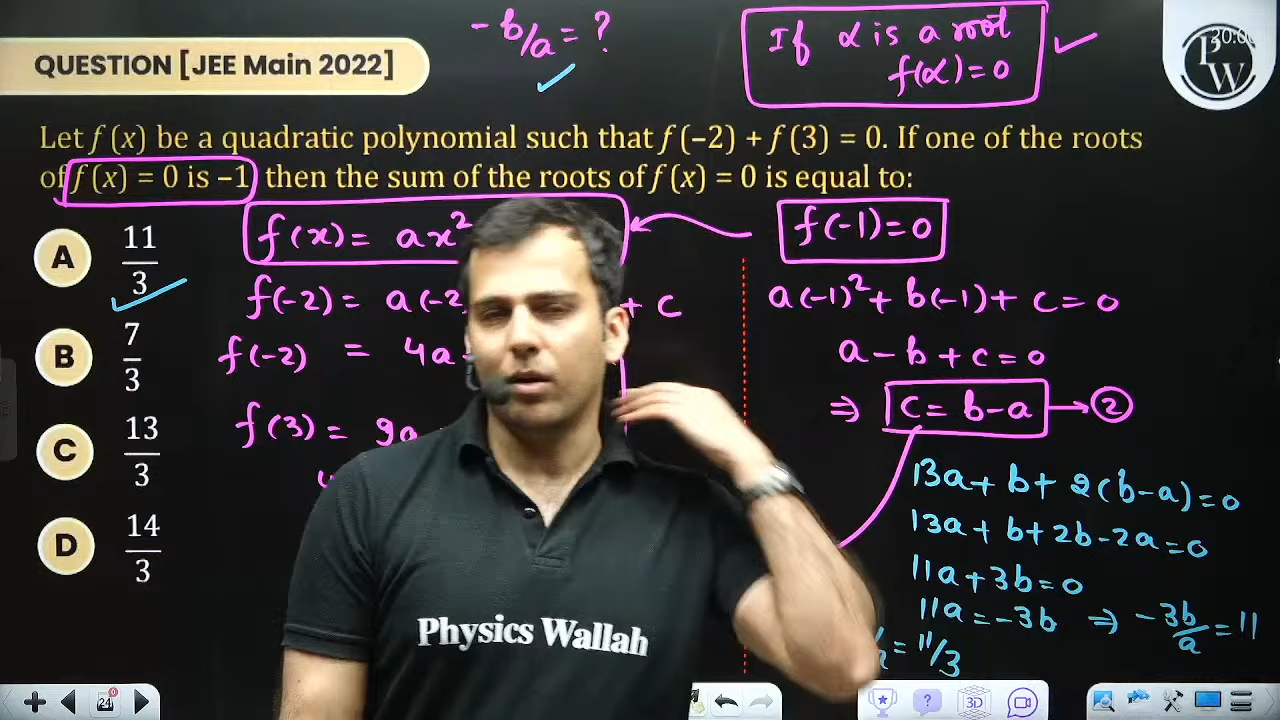 -b/a = ?
If α is a root
f(α) = 0
QUESTION [JEE Main 2022]
PW
Let f (x) be a quadratic polynomial such that f (–2) + f (3) = 0. If one of the roots
of f (x) = 0 is –1, then the sum of the roots of f (x) = 0 is equal to:
A 11/3
B 7/3
C 13/3
D 14/3
f(x) = ax²
f(-2) = a(-2 + c
f(-2) = 4a
f(3) = 9a
f(-1) = 0
a(-1)² + b(-1) + c = 0
a - b + c = 0
⇒ c = b-a → ②
13a + b + 2(b-a) = 0
13a + b + 2b - 2a = 0
11a + 3b = 0
11a = -3b ⇒ -3b/a = 11
= 11/3
Physics Wallah
24
3D